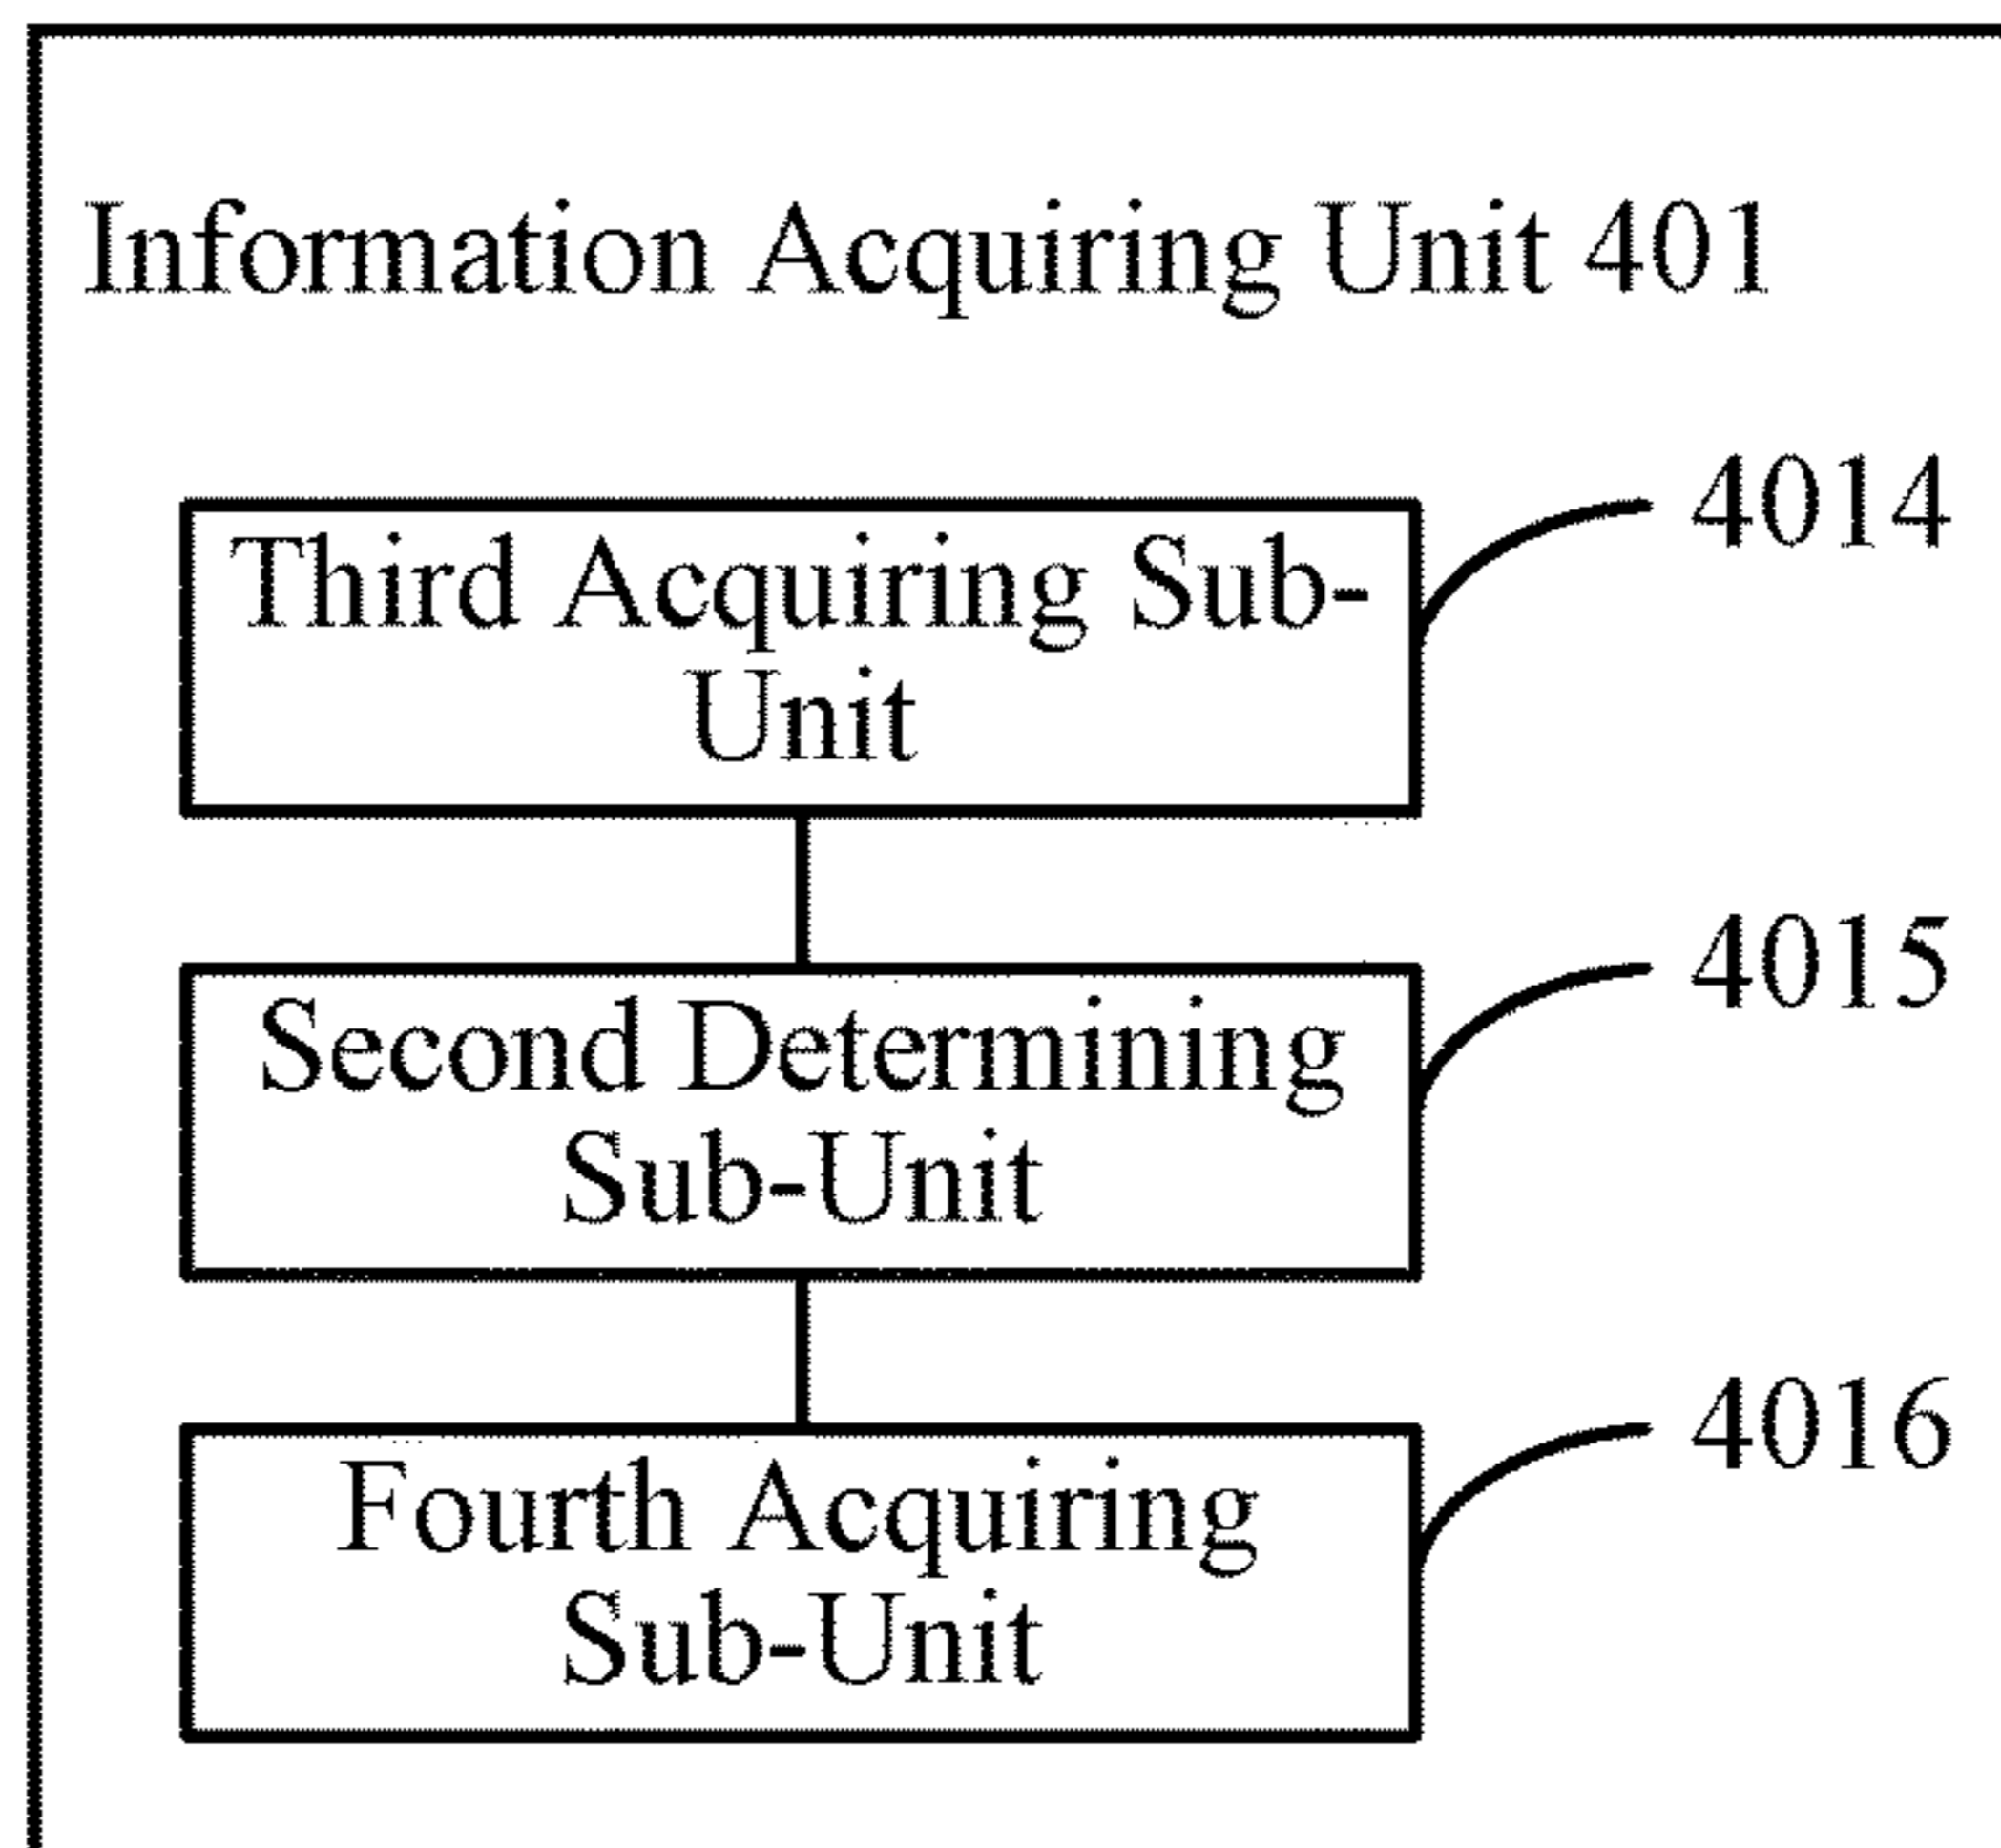 Information Acquiring Unit 401
4014
Third Acquiring Sub-
Unit
4015
Second Determining
Sub-Unit
4016
Fourth Acquiring
Sub-Unit